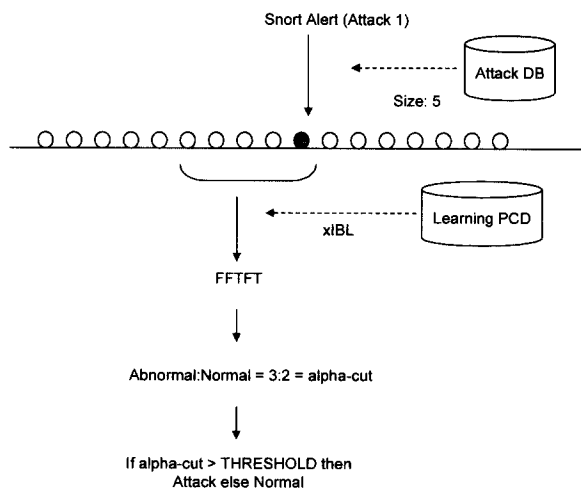 Snort Alert (Attack 1)
Attack DB
Size: 5
Learning PCD
xIBL
FFTFT
Abnormal:Normal = 3:2 = alpha-cut
If alpha-cut > THRESHOLD then
Attack else Normal